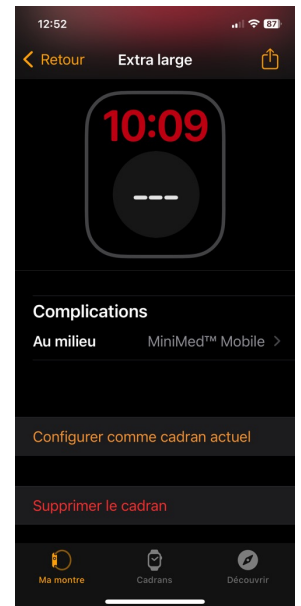 12:52
87
Retour
Extra large
10:09
---
Complications
Au milieu
MiniMed™ Mobile
Configurer comme cadran actuel
Supprimer le cadran
Ma montre
Cadrans
Découvrir